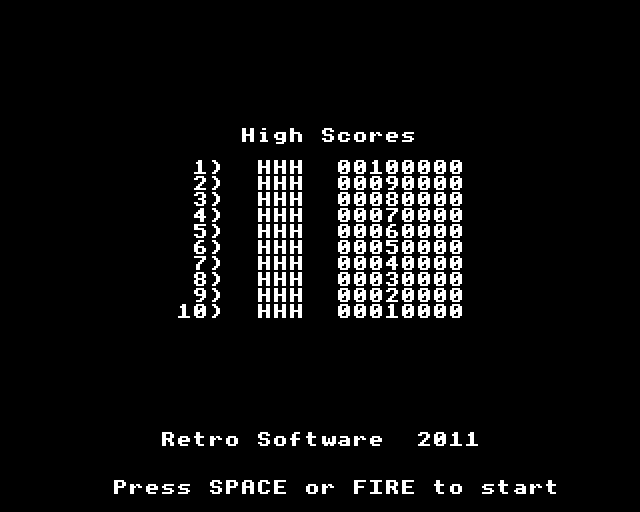 High Scores
1) HHH 00100000
2) HHH 00090000
3) HHH 00080000
4) HHH 00070000
5) HHH 00060000
6) HHH 00050000
7) HHH 00040000
8) HHH 00030000
9) HHH 00020000
10) HHH 00010000
Retro Software 2011
Press SPACE or FIRE to start